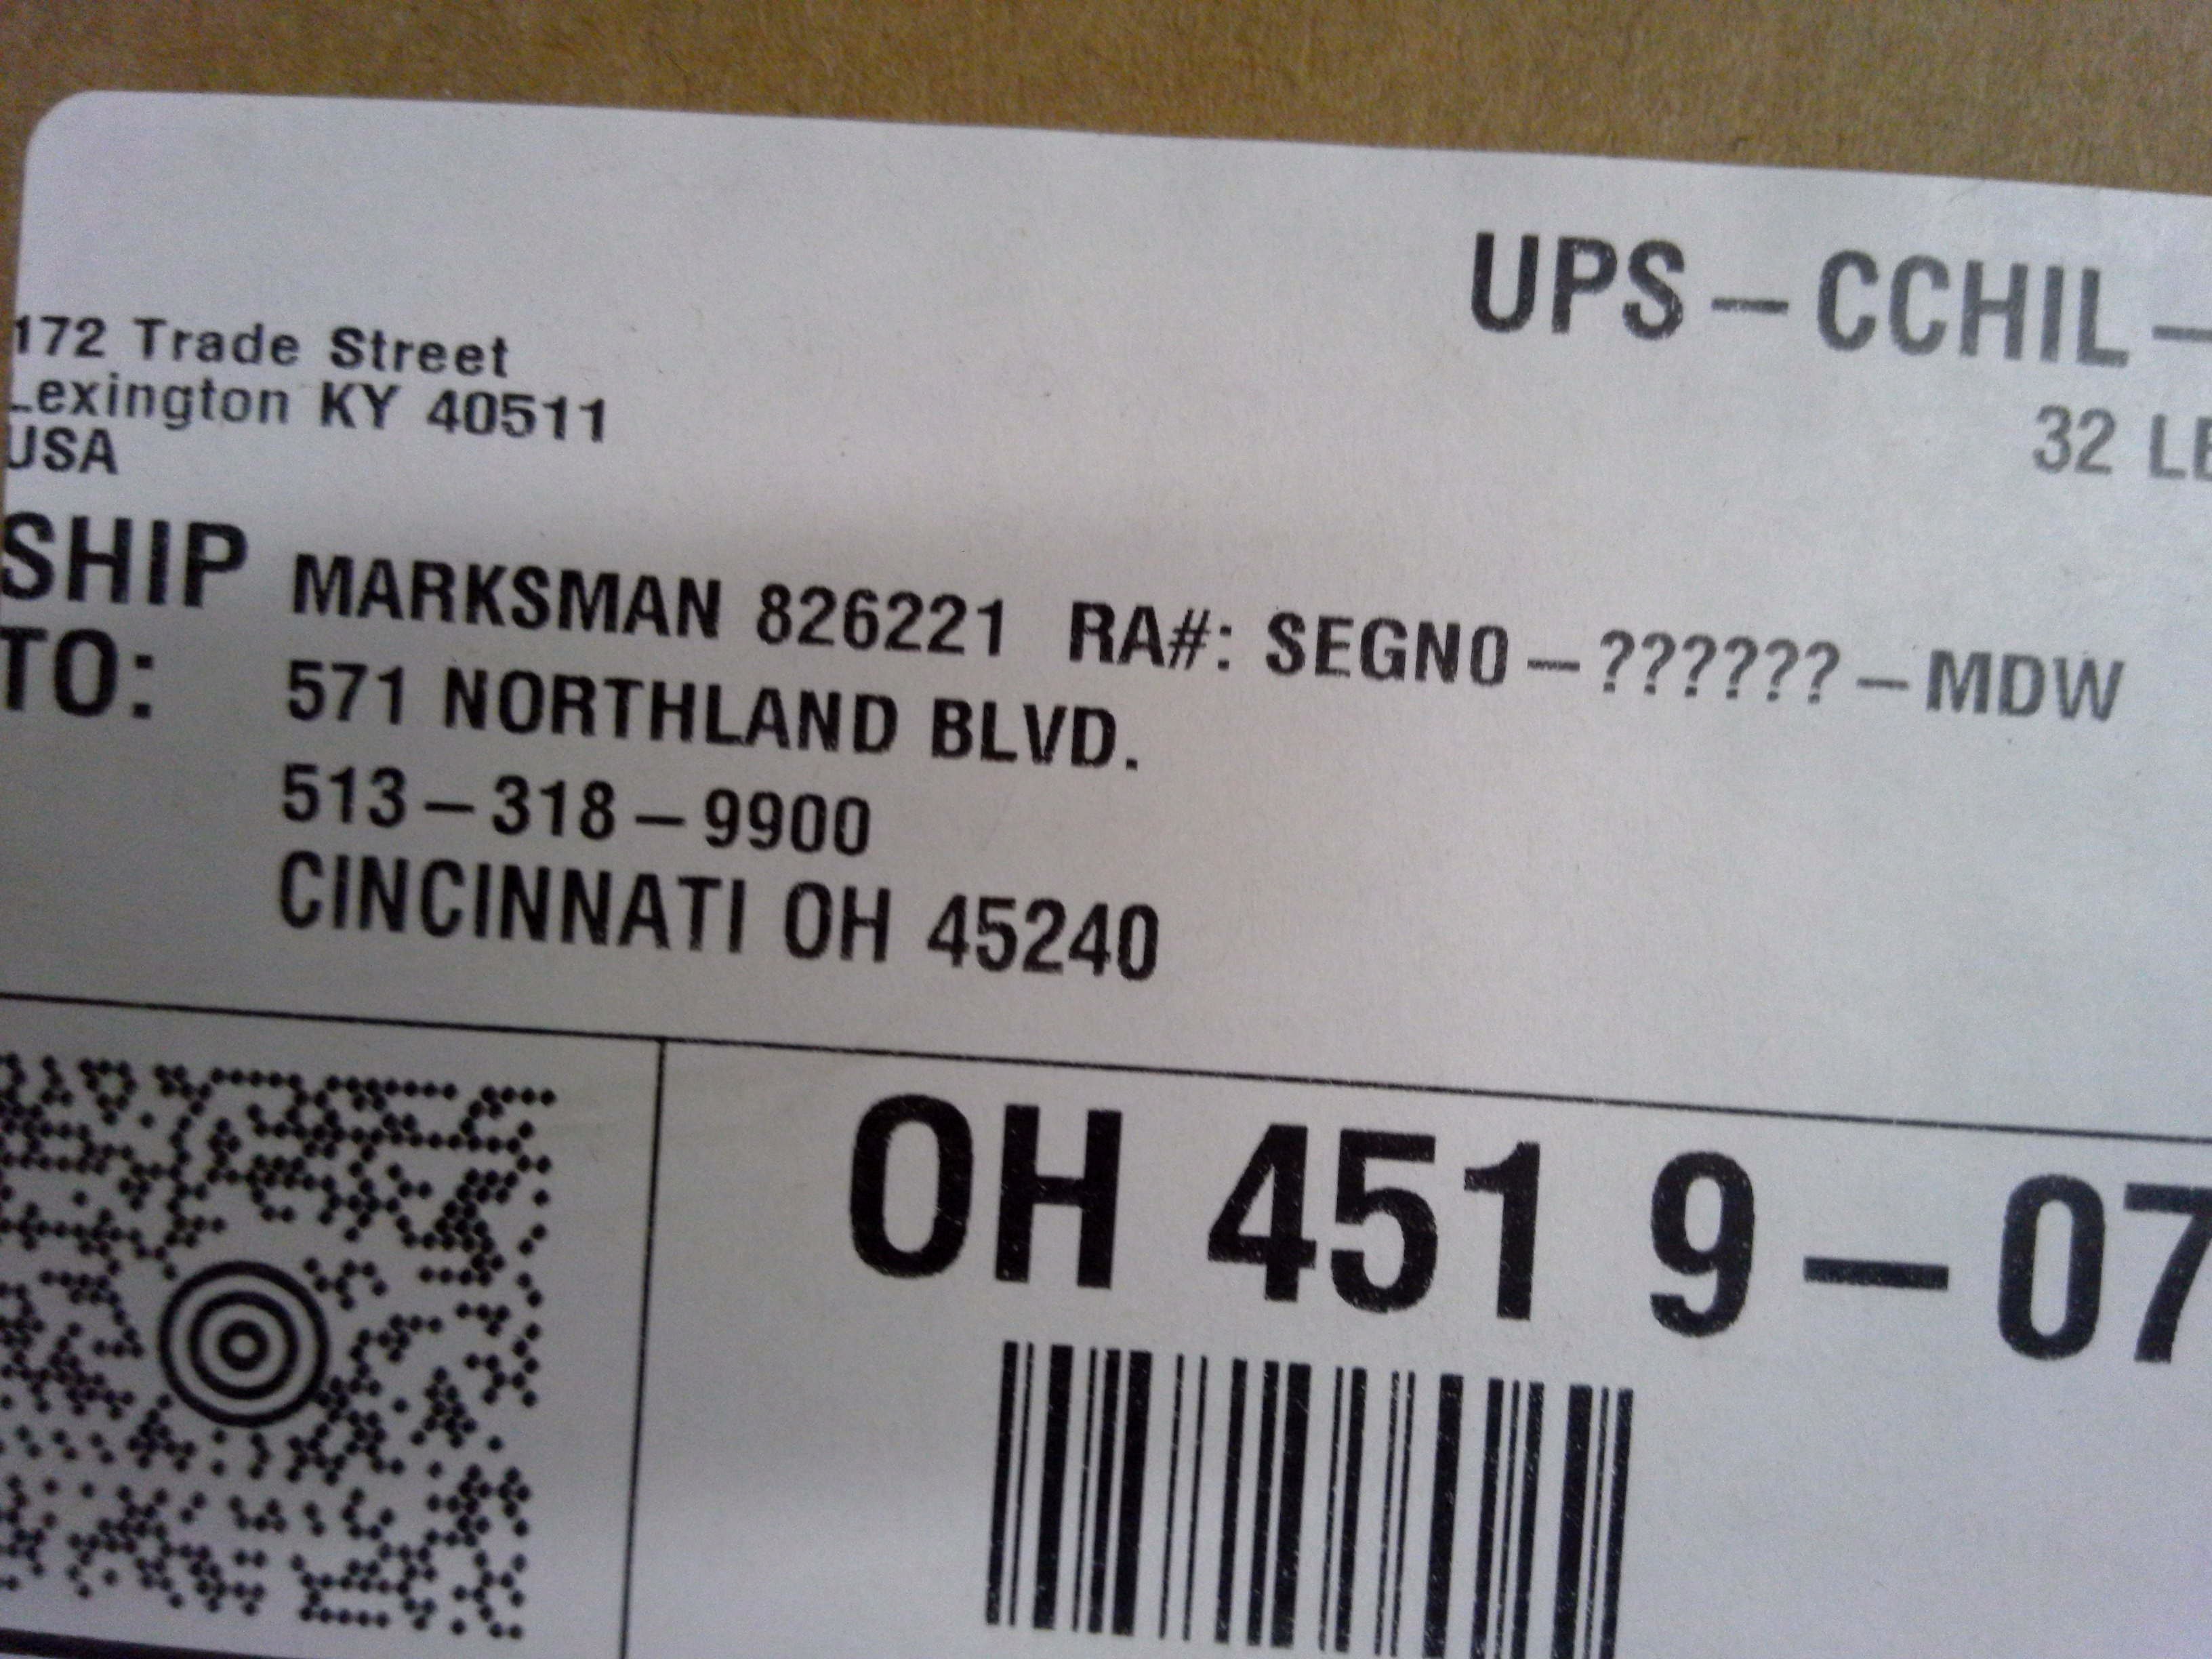 UPS – CCHIL –
32
172 Trade Street
Lexington KY 40511
USA
SHIP TO:
MARKSMAN 826221 RA#: SEGNO – ?????? – MDW
571 NORTHLAND BLVD.
513 – 318 – 9900
CINCINNATI OH 45240
OH 451 9 – 07